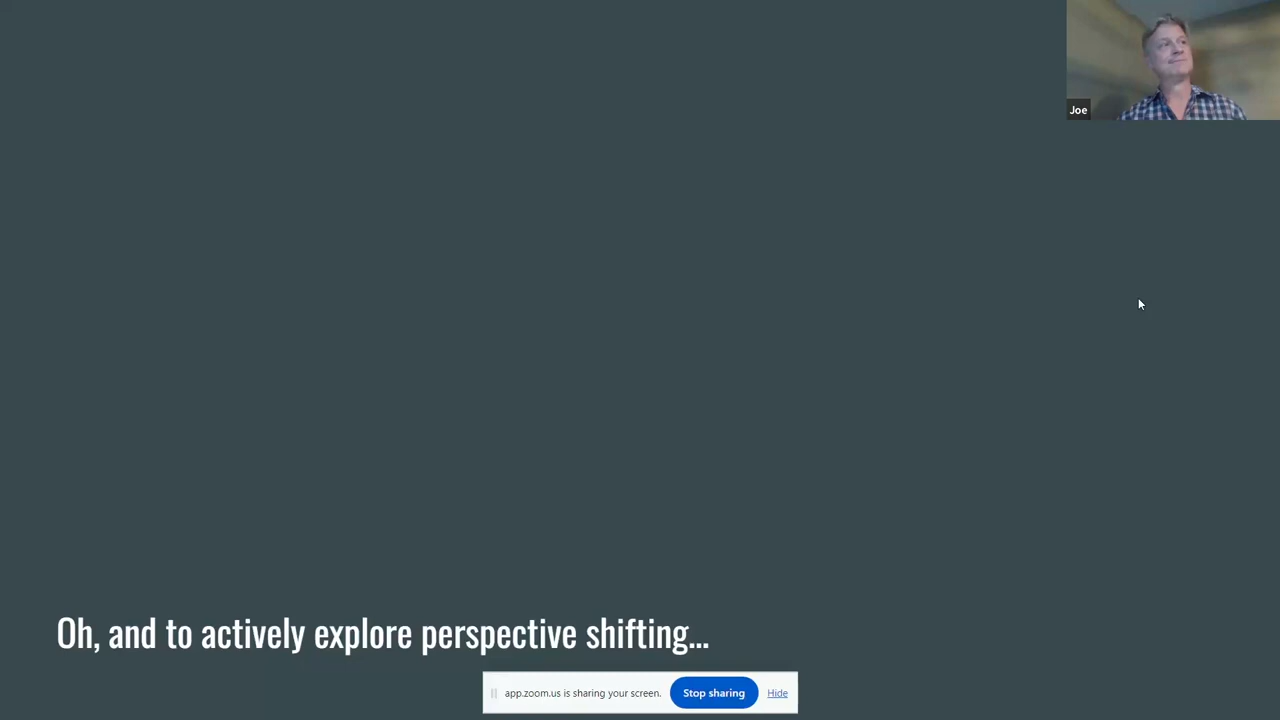 Joe
Oh, and to actively explore perspective shifting...
app.zoom.us is sharing your screen. Stop sharing Hide